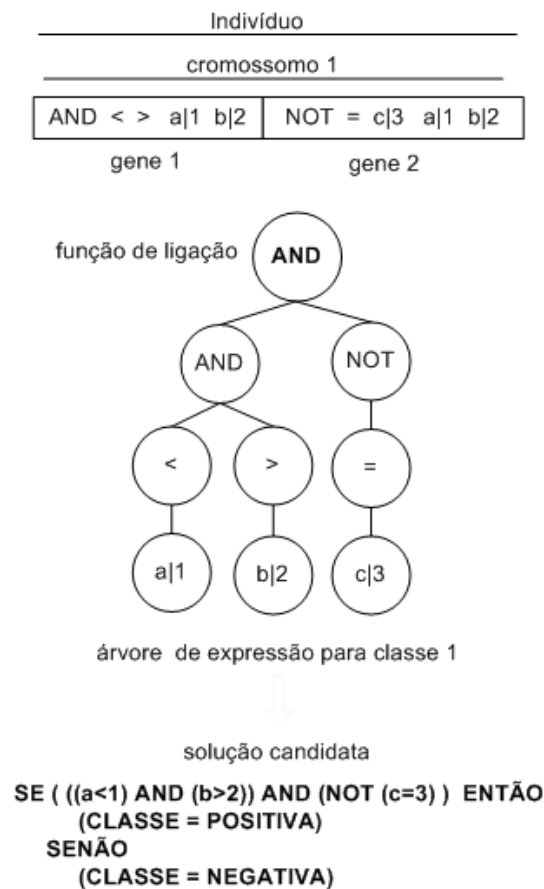 Indivíduo
cromossomo 1
AND < > a|1 b|2 NOT = c|3 a|1 b|2
gene 1 gene 2
função de ligação AND
AND NOT
< > =
a|1 b|2 c|3
árvore de expressão para classe 1
solução candidata
SE ( ((a<1) AND (b>2)) AND (NOT (c=3) ) ENTÃO
(CLASSE = POSITIVA)
SENÃO
(CLASSE = NEGATIVA)